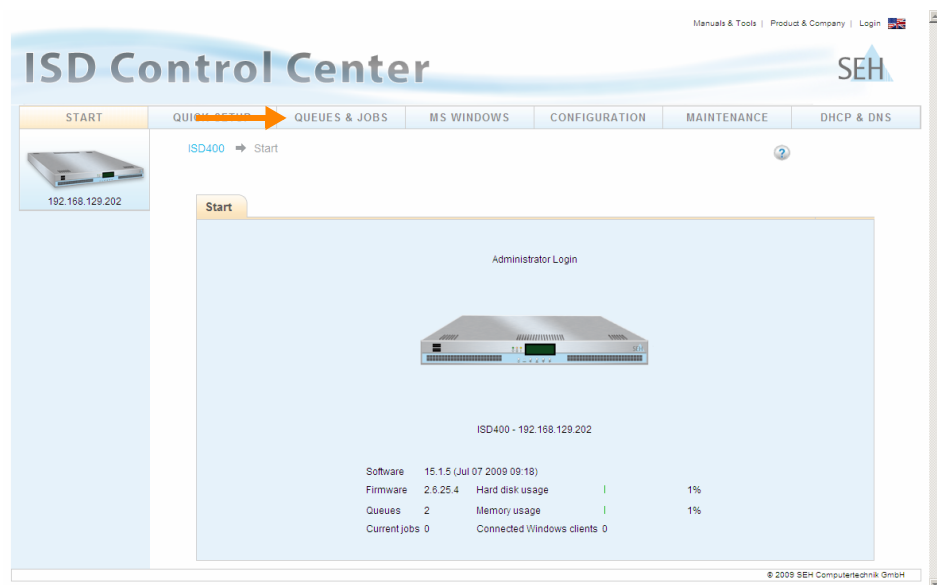 Manuals & Tools | Product & Company | Login
ISD Control Center
SEH
START QUICK SETUP QUEUES & JOBS MS WINDOWS CONFIGURATION MAINTENANCE DHCP & DNS
ISD400 ➡ Start
?
192.168.129.202
Start
Administrator Login
SEH
ISD400 - 192.168.129.202
Software 15.1.5 (Jul 07 2009 09:18)
Firmware 2.6.25.4 Hard disk usage 1%
Queues 2 Memory usage 1%
Current jobs 0 Connected Windows clients 0
© 2009 SEH Computertechnik GmbH